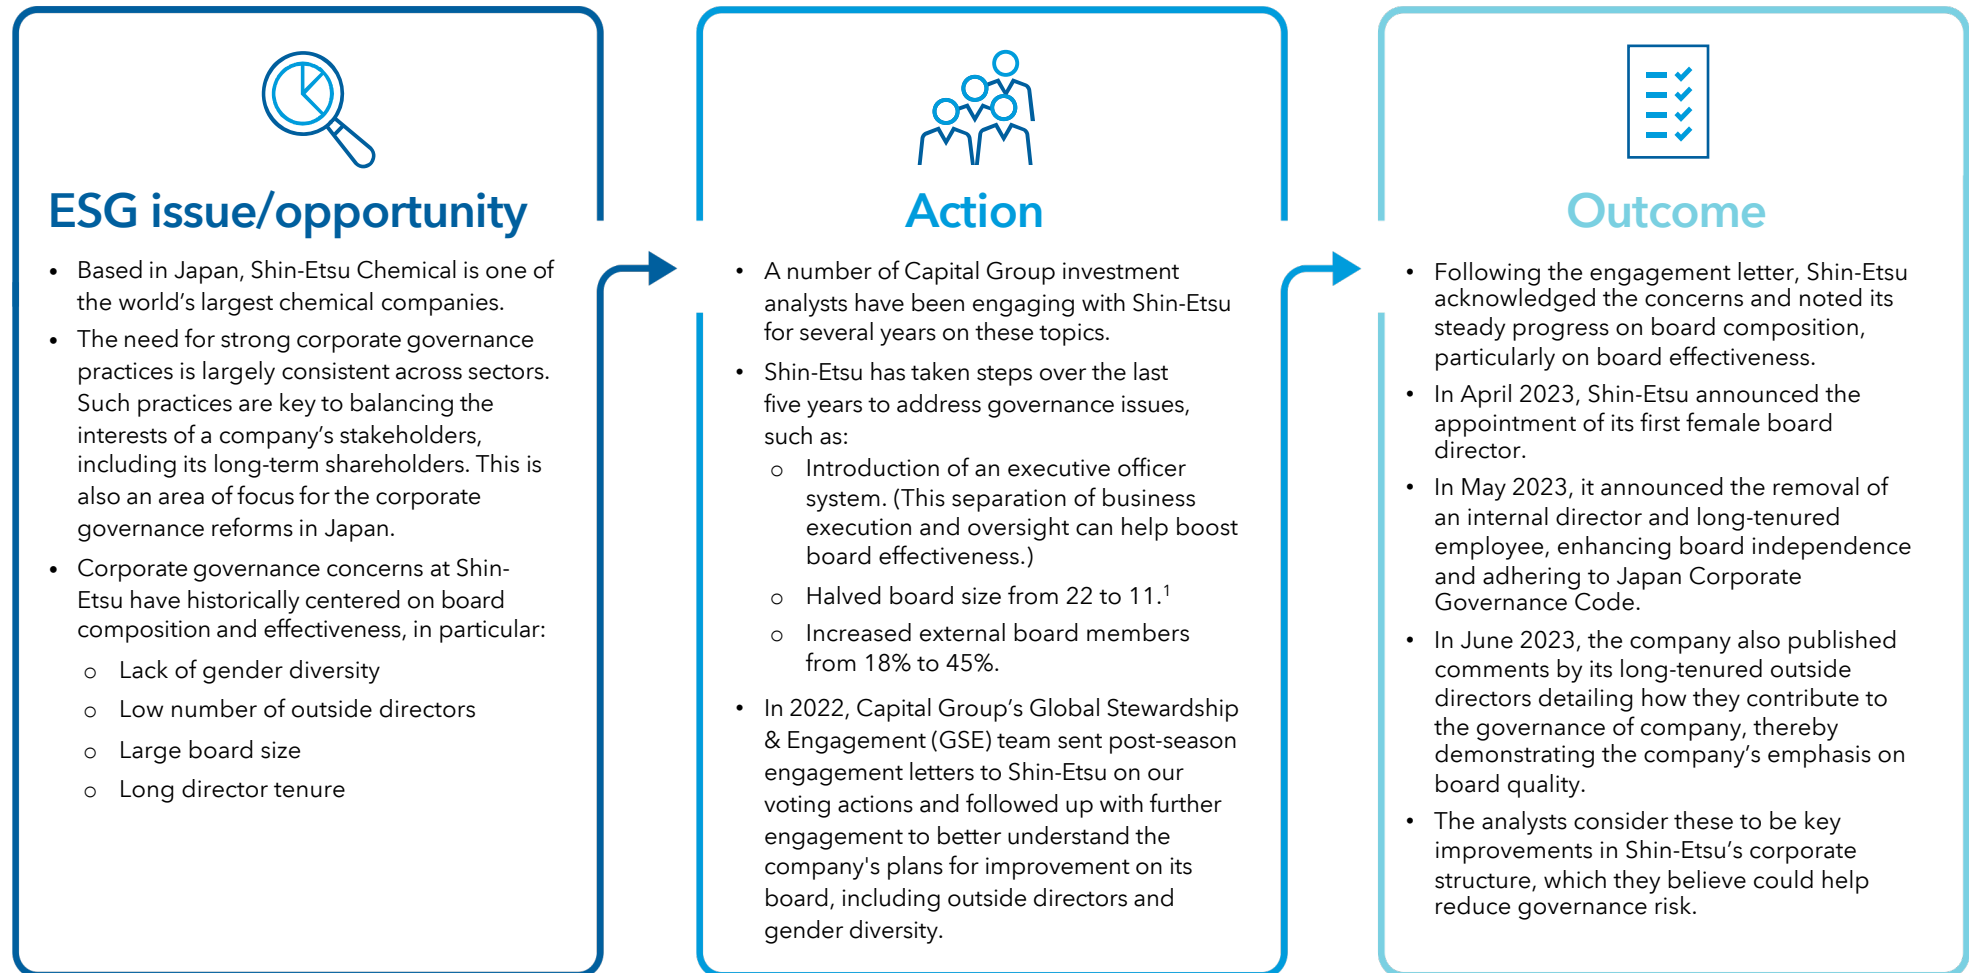 ESG issue/opportunity
• Based in Japan, Shin-Etsu Chemical is one of
the world’s largest chemical companies.
• The need for strong corporate governance
practices is largely consistent across sectors.
Such practices are key to balancing the
interests of a company’s stakeholders,
including its long-term shareholders. This is
also an area of focus for the corporate
governance reforms in Japan.
• Corporate governance concerns at Shin-
Etsu have historically centered on board
composition and effectiveness, in particular:
o Lack of gender diversity
o Low number of outside directors
o Large board size
o Long director tenure
Action
• A number of Capital Group investment
analysts have been engaging with Shin-Etsu
for several years on these topics.
• Shin-Etsu has taken steps over the last
five years to address governance issues,
such as:
o Introduction of an executive officer
system. (This separation of business
execution and oversight can help boost
board effectiveness.)
o Halved board size from 22 to 11.¹
o Increased external board members
from 18% to 45%.
• In 2022, Capital Group’s Global Stewardship
& Engagement (GSE) team sent post-season
engagement letters to Shin-Etsu on our
voting actions and followed up with further
engagement to better understand the
company's plans for improvement on its
board, including outside directors and
gender diversity.
Outcome
• Following the engagement letter, Shin-Etsu
acknowledged the concerns and noted its
steady progress on board composition,
particularly on board effectiveness.
• In April 2023, Shin-Etsu announced the
appointment of its first female board
director.
• In May 2023, it announced the removal of
an internal director and long-tenured
employee, enhancing board independence
and adhering to Japan Corporate
Governance Code.
• In June 2023, the company also published
comments by its long-tenured outside
directors detailing how they contribute to
the governance of company, thereby
demonstrating the company’s emphasis on
board quality.
• The analysts consider these to be key
improvements in Shin-Etsu’s corporate
structure, which they believe could help
reduce governance risk.